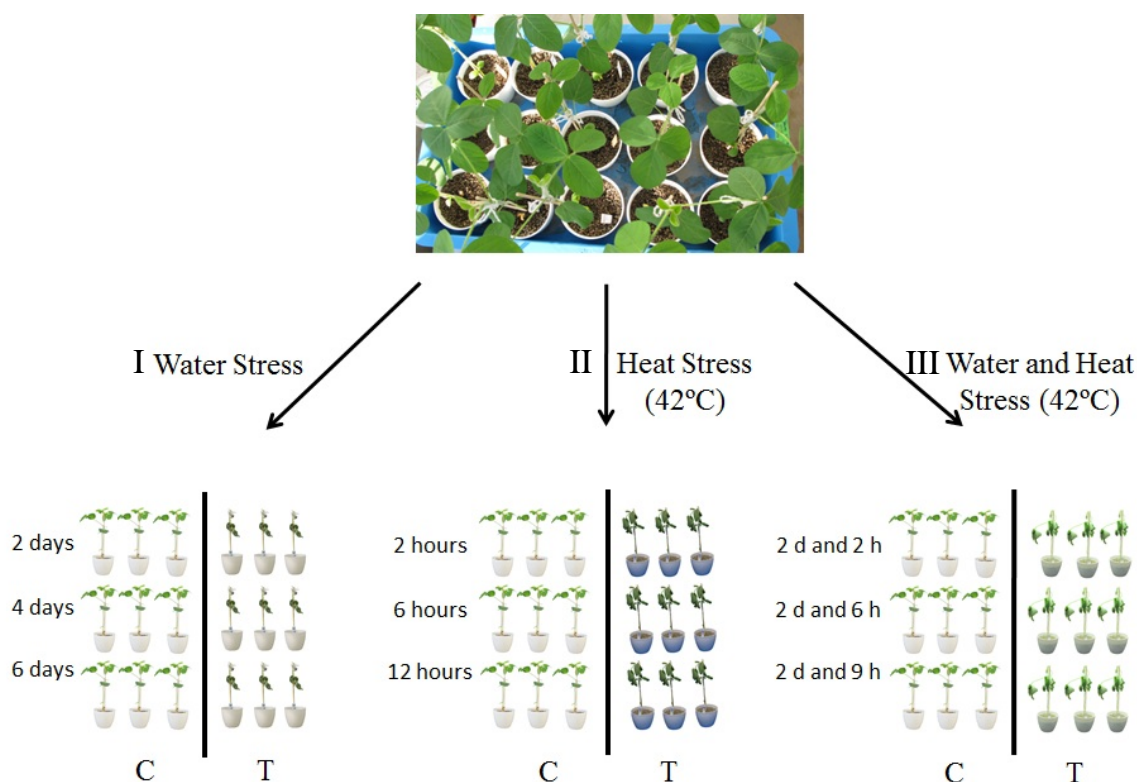 I Water Stress
II Heat Stress
(42ºC)
III Water and Heat
Stress (42ºC)
2 days
4 days
6 days
C T
2 hours
6 hours
12 hours
C T
2 d and 2 h
2 d and 6 h
2 d and 9 h
C T